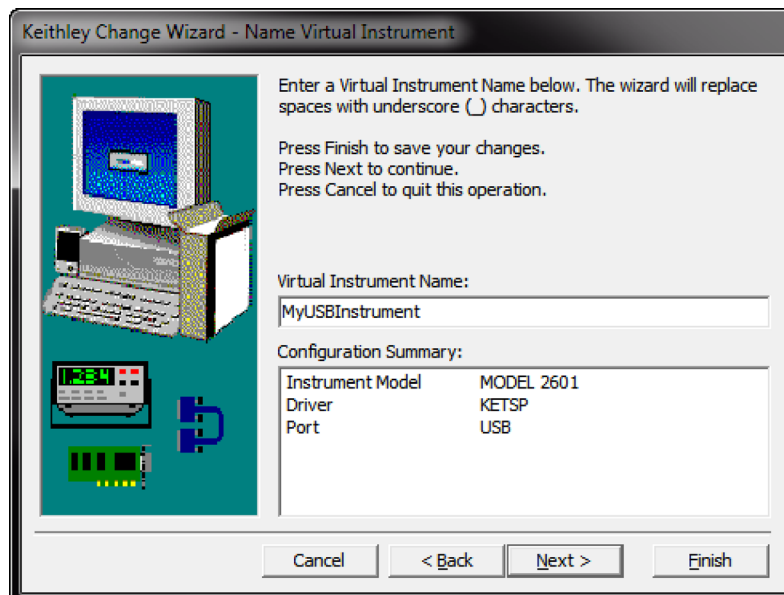 Keithley Change Wizard - Name Virtual Instrument
Enter a Virtual Instrument Name below. The wizard will replace
spaces with underscore (_) characters.
Press Finish to save your changes.
Press Next to continue.
Press Cancel to quit this operation.
Virtual Instrument Name:
MyUSBInstrument
Configuration Summary:
Instrument Model MODEL 2601
Driver KETSP
Port USB
1.234
Cancel < Back Next > Finish